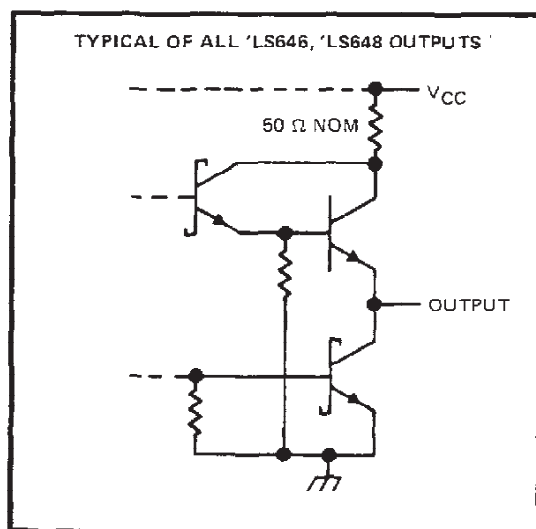 TYPICAL OF ALL 'LS646, 'LS648 OUTPUTS
VCC
50 Ω NOM
OUTPUT